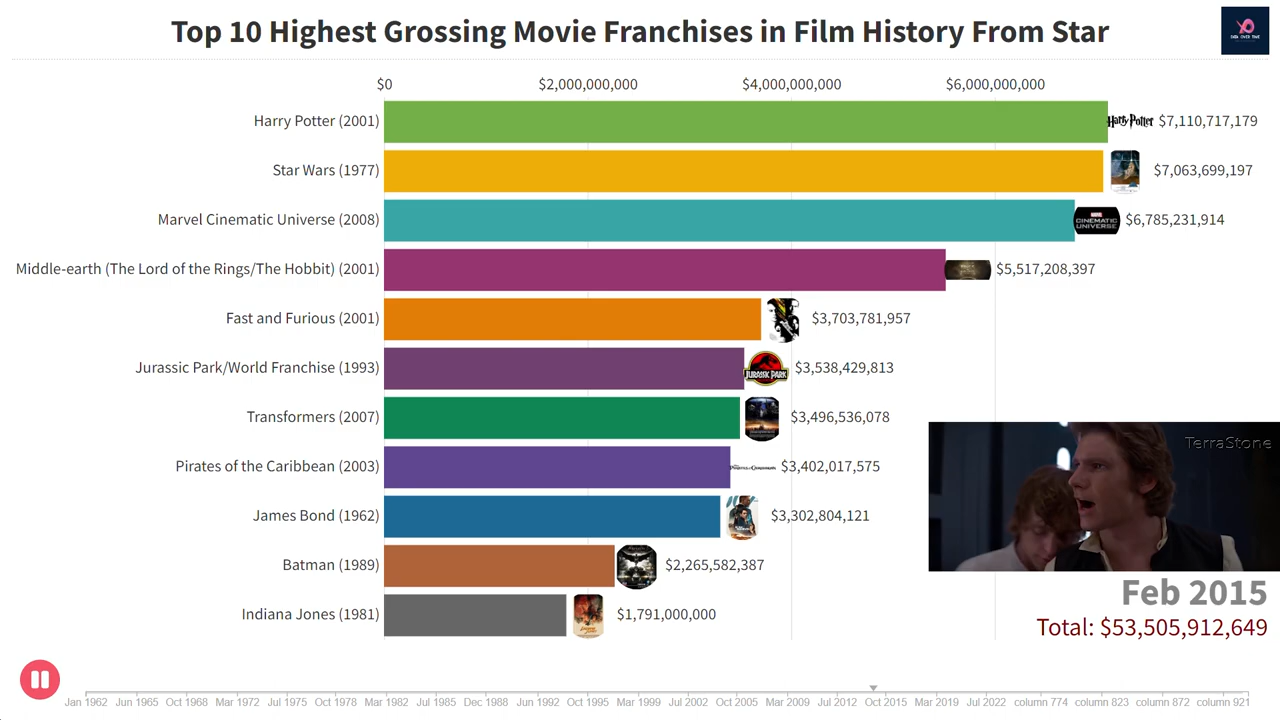 Top 10 Highest Grossing Movie Franchises in Film History From Star
DATA OVER TIME
$0 $2,000,000,000 $4,000,000,000 $6,000,000,000
Harry Potter (2001) Harry Potter $7,110,717,179
Star Wars (1977) $7,063,699,197
Marvel Cinematic Universe (2008) MARVEL CINEMATIC UNIVERSE $6,785,231,914
Middle-earth (The Lord of the Rings/The Hobbit) (2001) $5,517,208,397
Fast and Furious (2001) $3,703,781,957
Jurassic Park/World Franchise (1993) JURASSIC PARK $3,538,429,813
Transformers (2007) $3,496,536,078
Pirates of the Caribbean (2003) $3,402,017,575
James Bond (1962) $3,302,804,121
Batman (1989) $2,265,582,387
Indiana Jones (1981) $1,791,000,000
TerraStone
Feb 2015
Total: $53,505,912,649
Jan 1962 Jun 1965 Oct 1968 Mar 1972 Jul 1975 Oct 1978 Mar 1982 Jul 1985 Dec 1988 Oct 1992 Oct 1995 Mar 1999 Jul 2002 Oct 2005 Mar 2009 Jul 2012 Oct 2015 Mar 2019 Jul 2022 column 774 column 823 column 872 column 921